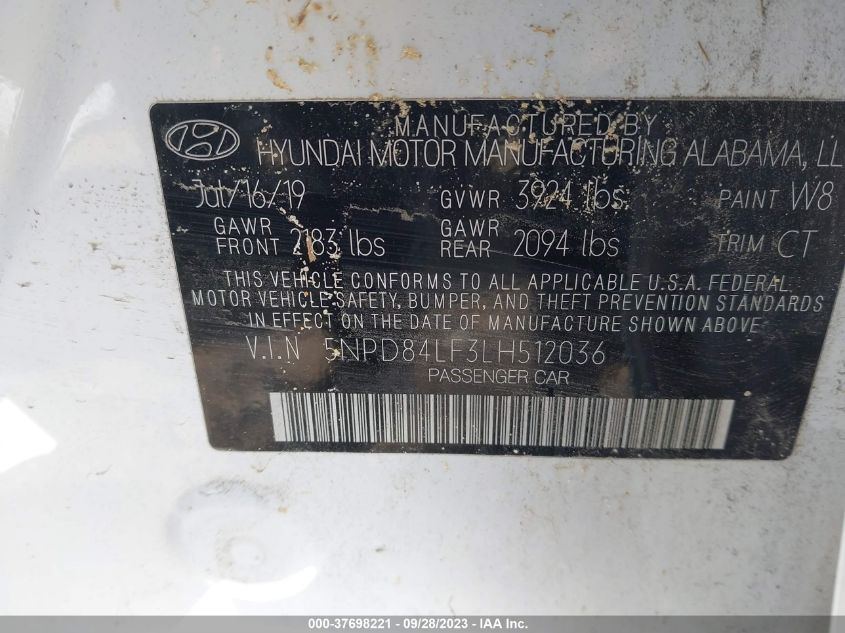 MANUFACTURED BY
HYUNDAI MOTOR MANUFACTURING ALABAMA, LL
Jul/16/19 GVWR 3924 lbs PAINT W8
GAWR FRONT 2183 lbs GAWR REAR 2094 lbs TRIM CT
THIS VEHICLE CONFORMS TO ALL APPLICABLE U.S.A. FEDERAL
MOTOR VEHICLE SAFETY, BUMPER, AND THEFT PREVENTION STANDARDS
IN EFFECT ON THE DATE OF MANUFACTURE SHOWN ABOVE.
V.I.N 5NPD84LF3LH512036
PASSENGER CAR
000-37698221 - 09/28/2023 - IAA Inc.